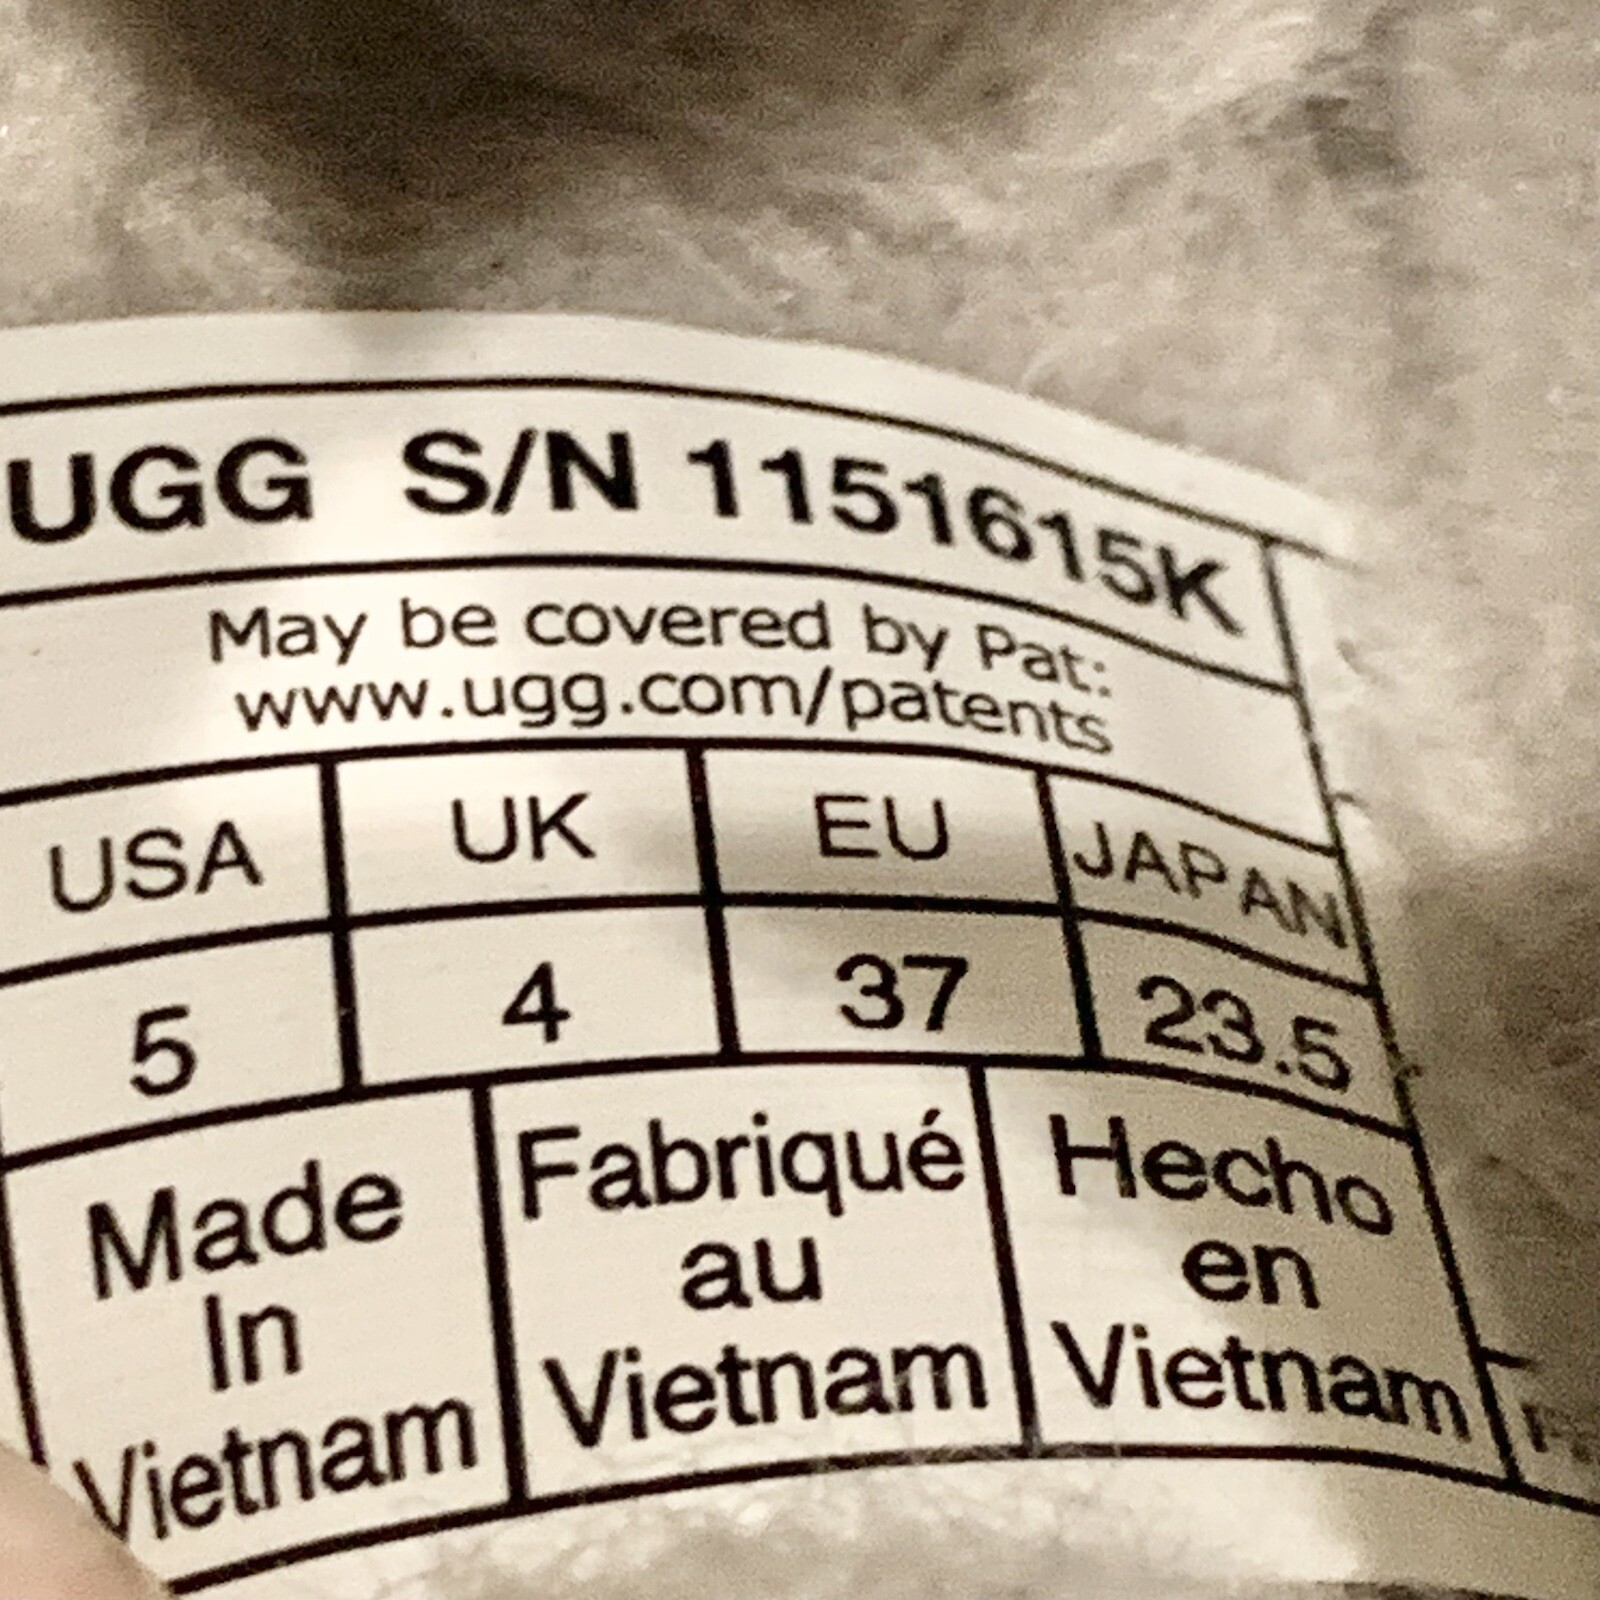 UGG S/N 1151615K
May be covered by Pat:
www.ugg.com/patents
USA UK EU JAPAN
5 4 37 23.5
Made In Vietnam
Fabriqué au Vietnam
Hecho en Vietnam